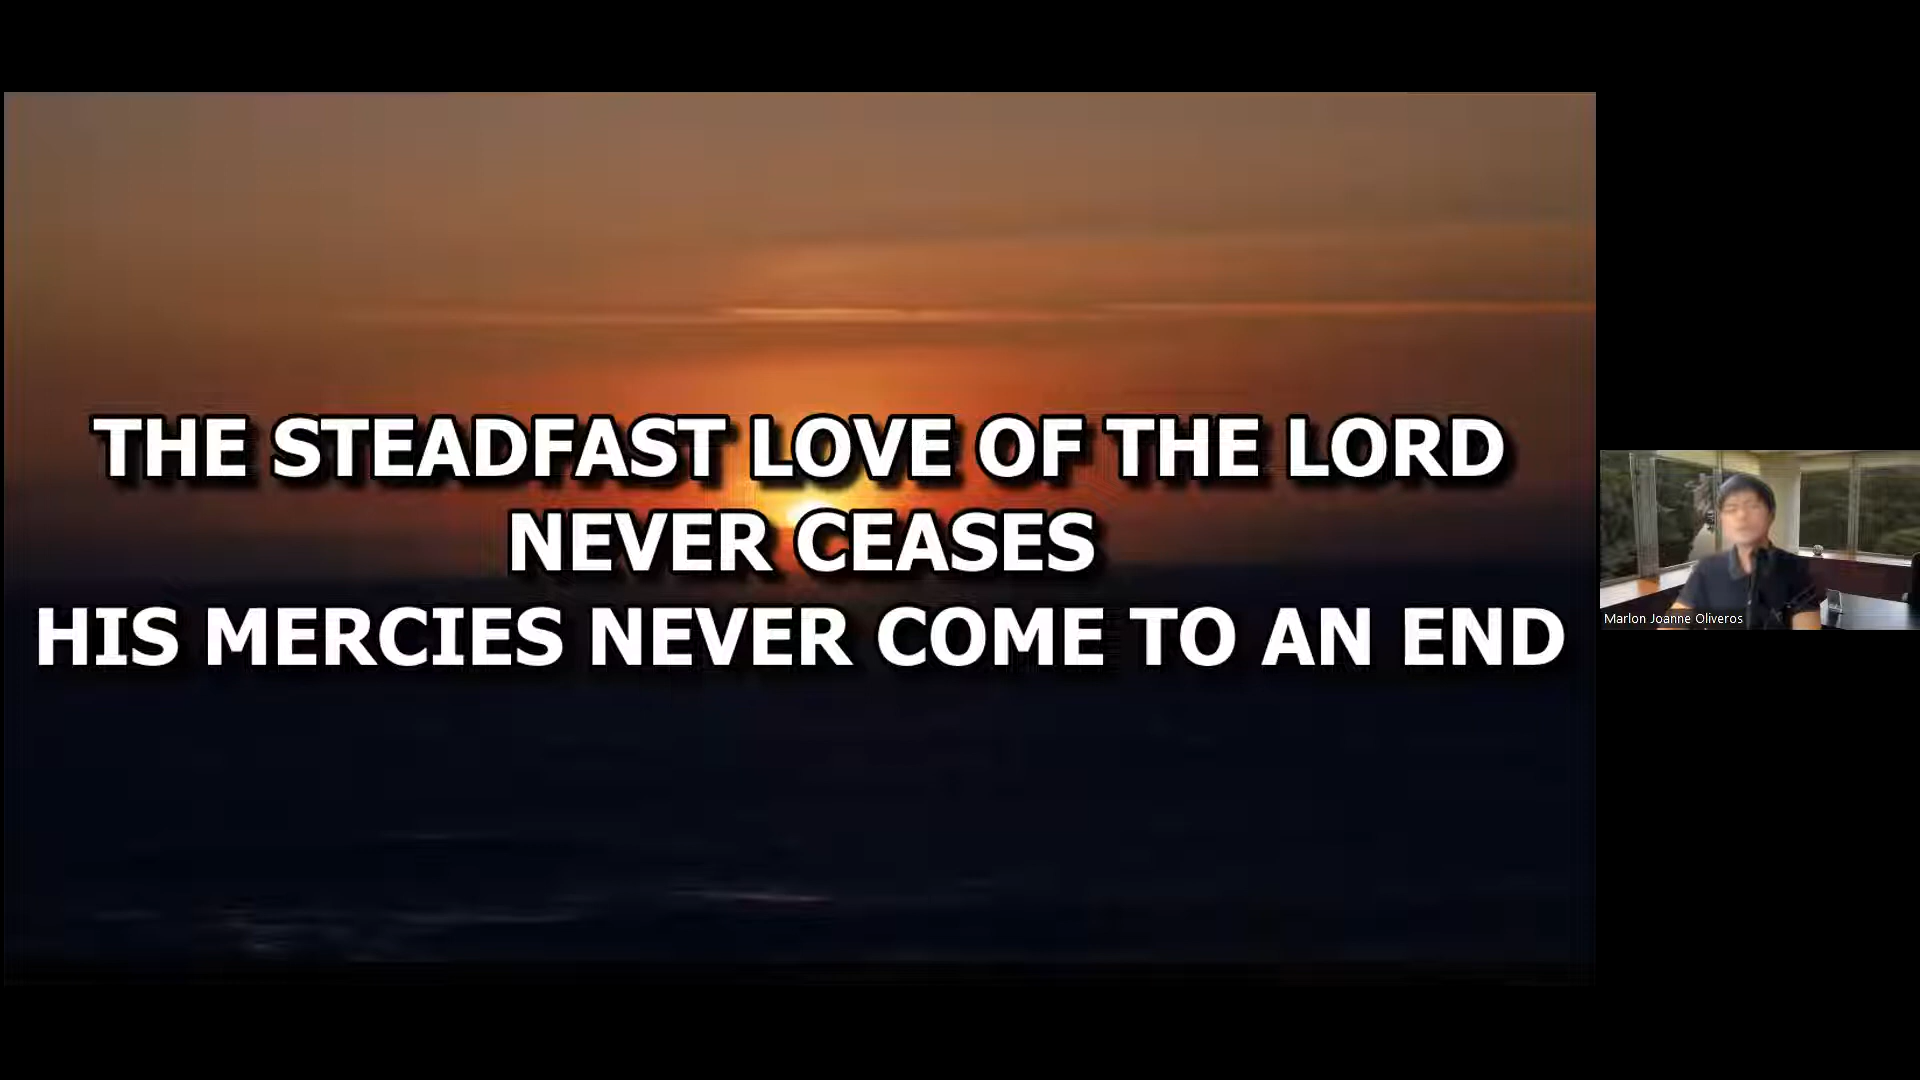 THE STEADFAST LOVE OF THE LORD
NEVER CEASES
HIS MERCIES NEVER COME TO AN END
Marlon Joanne Oliveros